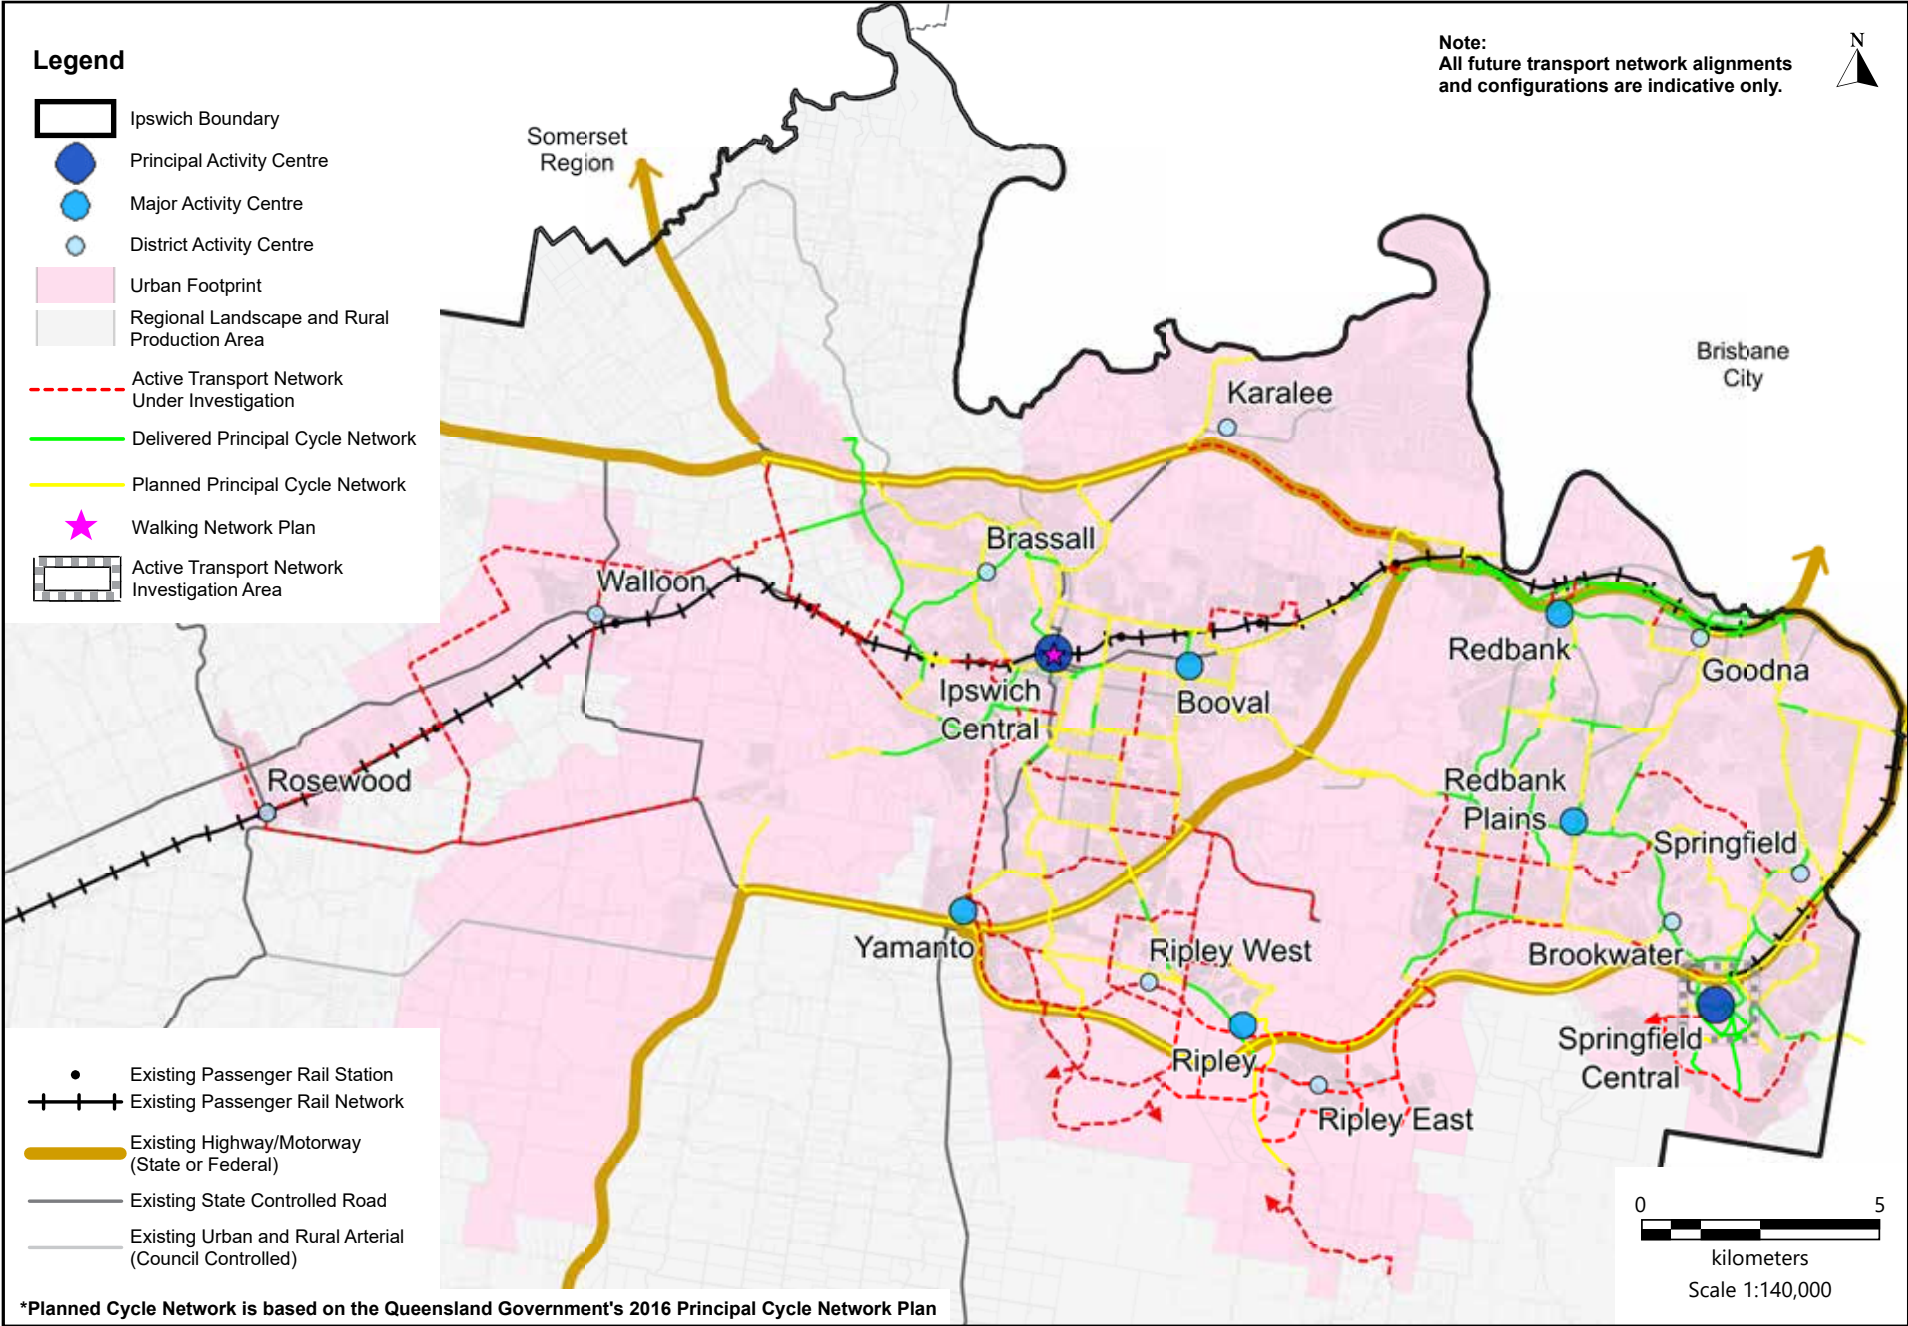 Legend
Ipswich Boundary
Principal Activity Centre
Major Activity Centre
District Activity Centre
Urban Footprint
Regional Landscape and Rural
Production Area
Active Transport Network
Under Investigation
Delivered Principal Cycle Network
Planned Principal Cycle Network
Walking Network Plan
Active Transport Network
Investigation Area
Note:
All future transport network alignments
and configurations are indicative only.
N
Somerset
Region
Brisbane
City
Karalee
Brassall
Walloon
Redbank
Goodna
Ipswich
Central
Booval
Rosewood
Redbank
Plains
Springfield
Yamanto
Ripley West
Brookwater
Ripley
Springfield
Central
Ripley East
Existing Passenger Rail Station
Existing Passenger Rail Network
Existing Highway/Motorway
(State or Federal)
Existing State Controlled Road
Existing Urban and Rural Arterial
(Council Controlled)
0 5
kilometers
Scale 1:140,000
*Planned Cycle Network is based on the Queensland Government's 2016 Principal Cycle Network Plan